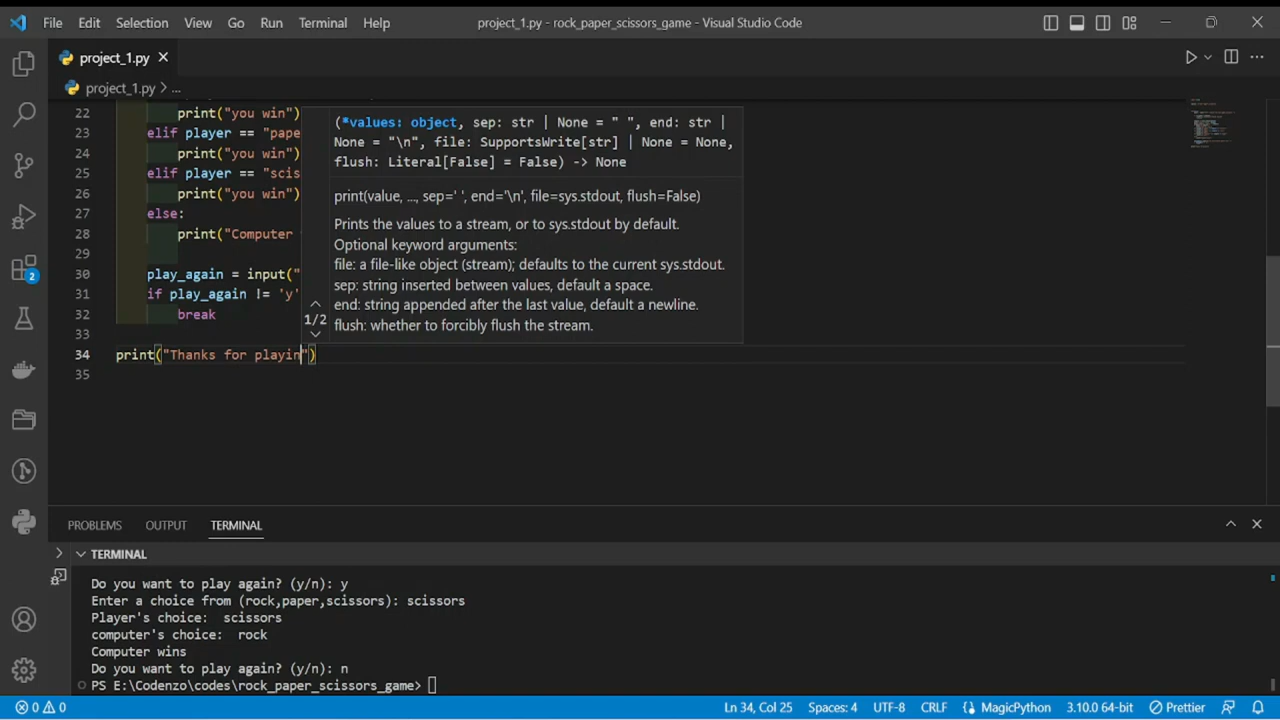 File Edit Selection View Go Run Terminal Help project_1.py - rock_paper_scissors_game - Visual Studio Code
project_1.py
project_1.py > ...
22 print("you win")
23 elif player == "pape
24 print("you win")
25 elif player == "scis
26 print("you win")
27 else:
28 print("Computer
29
30 play_again = input("
31 if play_again != 'y'
32 break
33
34 print("Thanks for playin")
35
(*values: object, sep: str | None = " ", end: str |
None = "\n", file: SupportsWrite[str] | None = None,
flush: Literal[False] = False) -> None
print(value, ..., sep=' ', end='\n', file=sys.stdout, flush=False)
Prints the values to a stream, or to sys.stdout by default.
Optional keyword arguments:
file: a file-like object (stream); defaults to the current sys.stdout.
sep: string inserted between values, default a space.
end: string appended after the last value, default a newline.
flush: whether to forcibly flush the stream.
1/2
2
PROBLEMS OUTPUT TERMINAL
TERMINAL
Do you want to play again? (y/n): y
Enter a choice from (rock,paper,scissors): scissors
Player's choice:  scissors
computer's choice:  rock
Computer wins
Do you want to play again? (y/n): n
PS E:\Codenzo\codes\rock_paper_scissors_game>
0 0 Ln 34, Col 25 Spaces: 4 UTF-8 CRLF MagicPython 3.10.0 64-bit Prettier